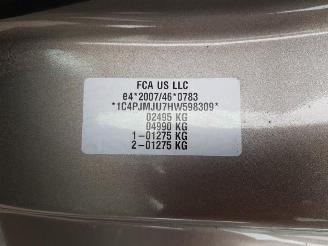 FCA US LLC
e4*2007/46*0783
*1C4PJMJU7HW598309*
02495 KG
04990 KG
1-01275 KG
2-01275 KG